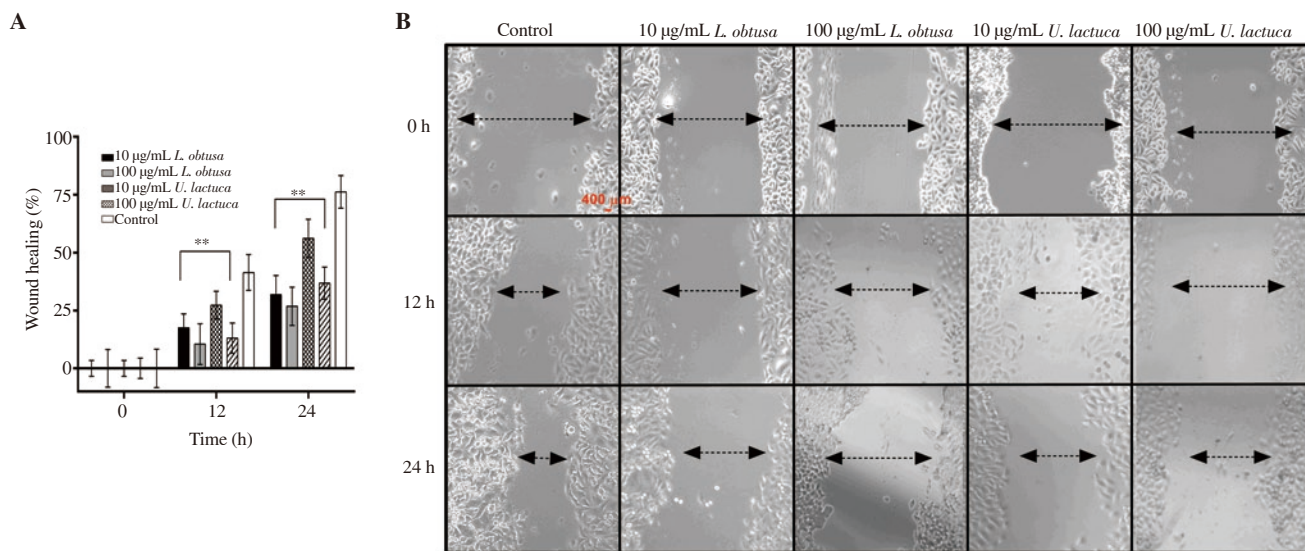 A
Wound healing (%)
100
75
50
25
0
10 µg/mL L. obtusa
100 µg/mL L. obtusa
10 µg/mL U. lactuca
100 µg/mL U. lactuca
Control
**
**
0 12 24
Time (h)
B
Control 10 µg/mL L. obtusa 100 µg/mL L. obtusa 10 µg/mL U. lactuca 100 µg/mL U. lactuca
0 h
400 µm
12 h
24 h